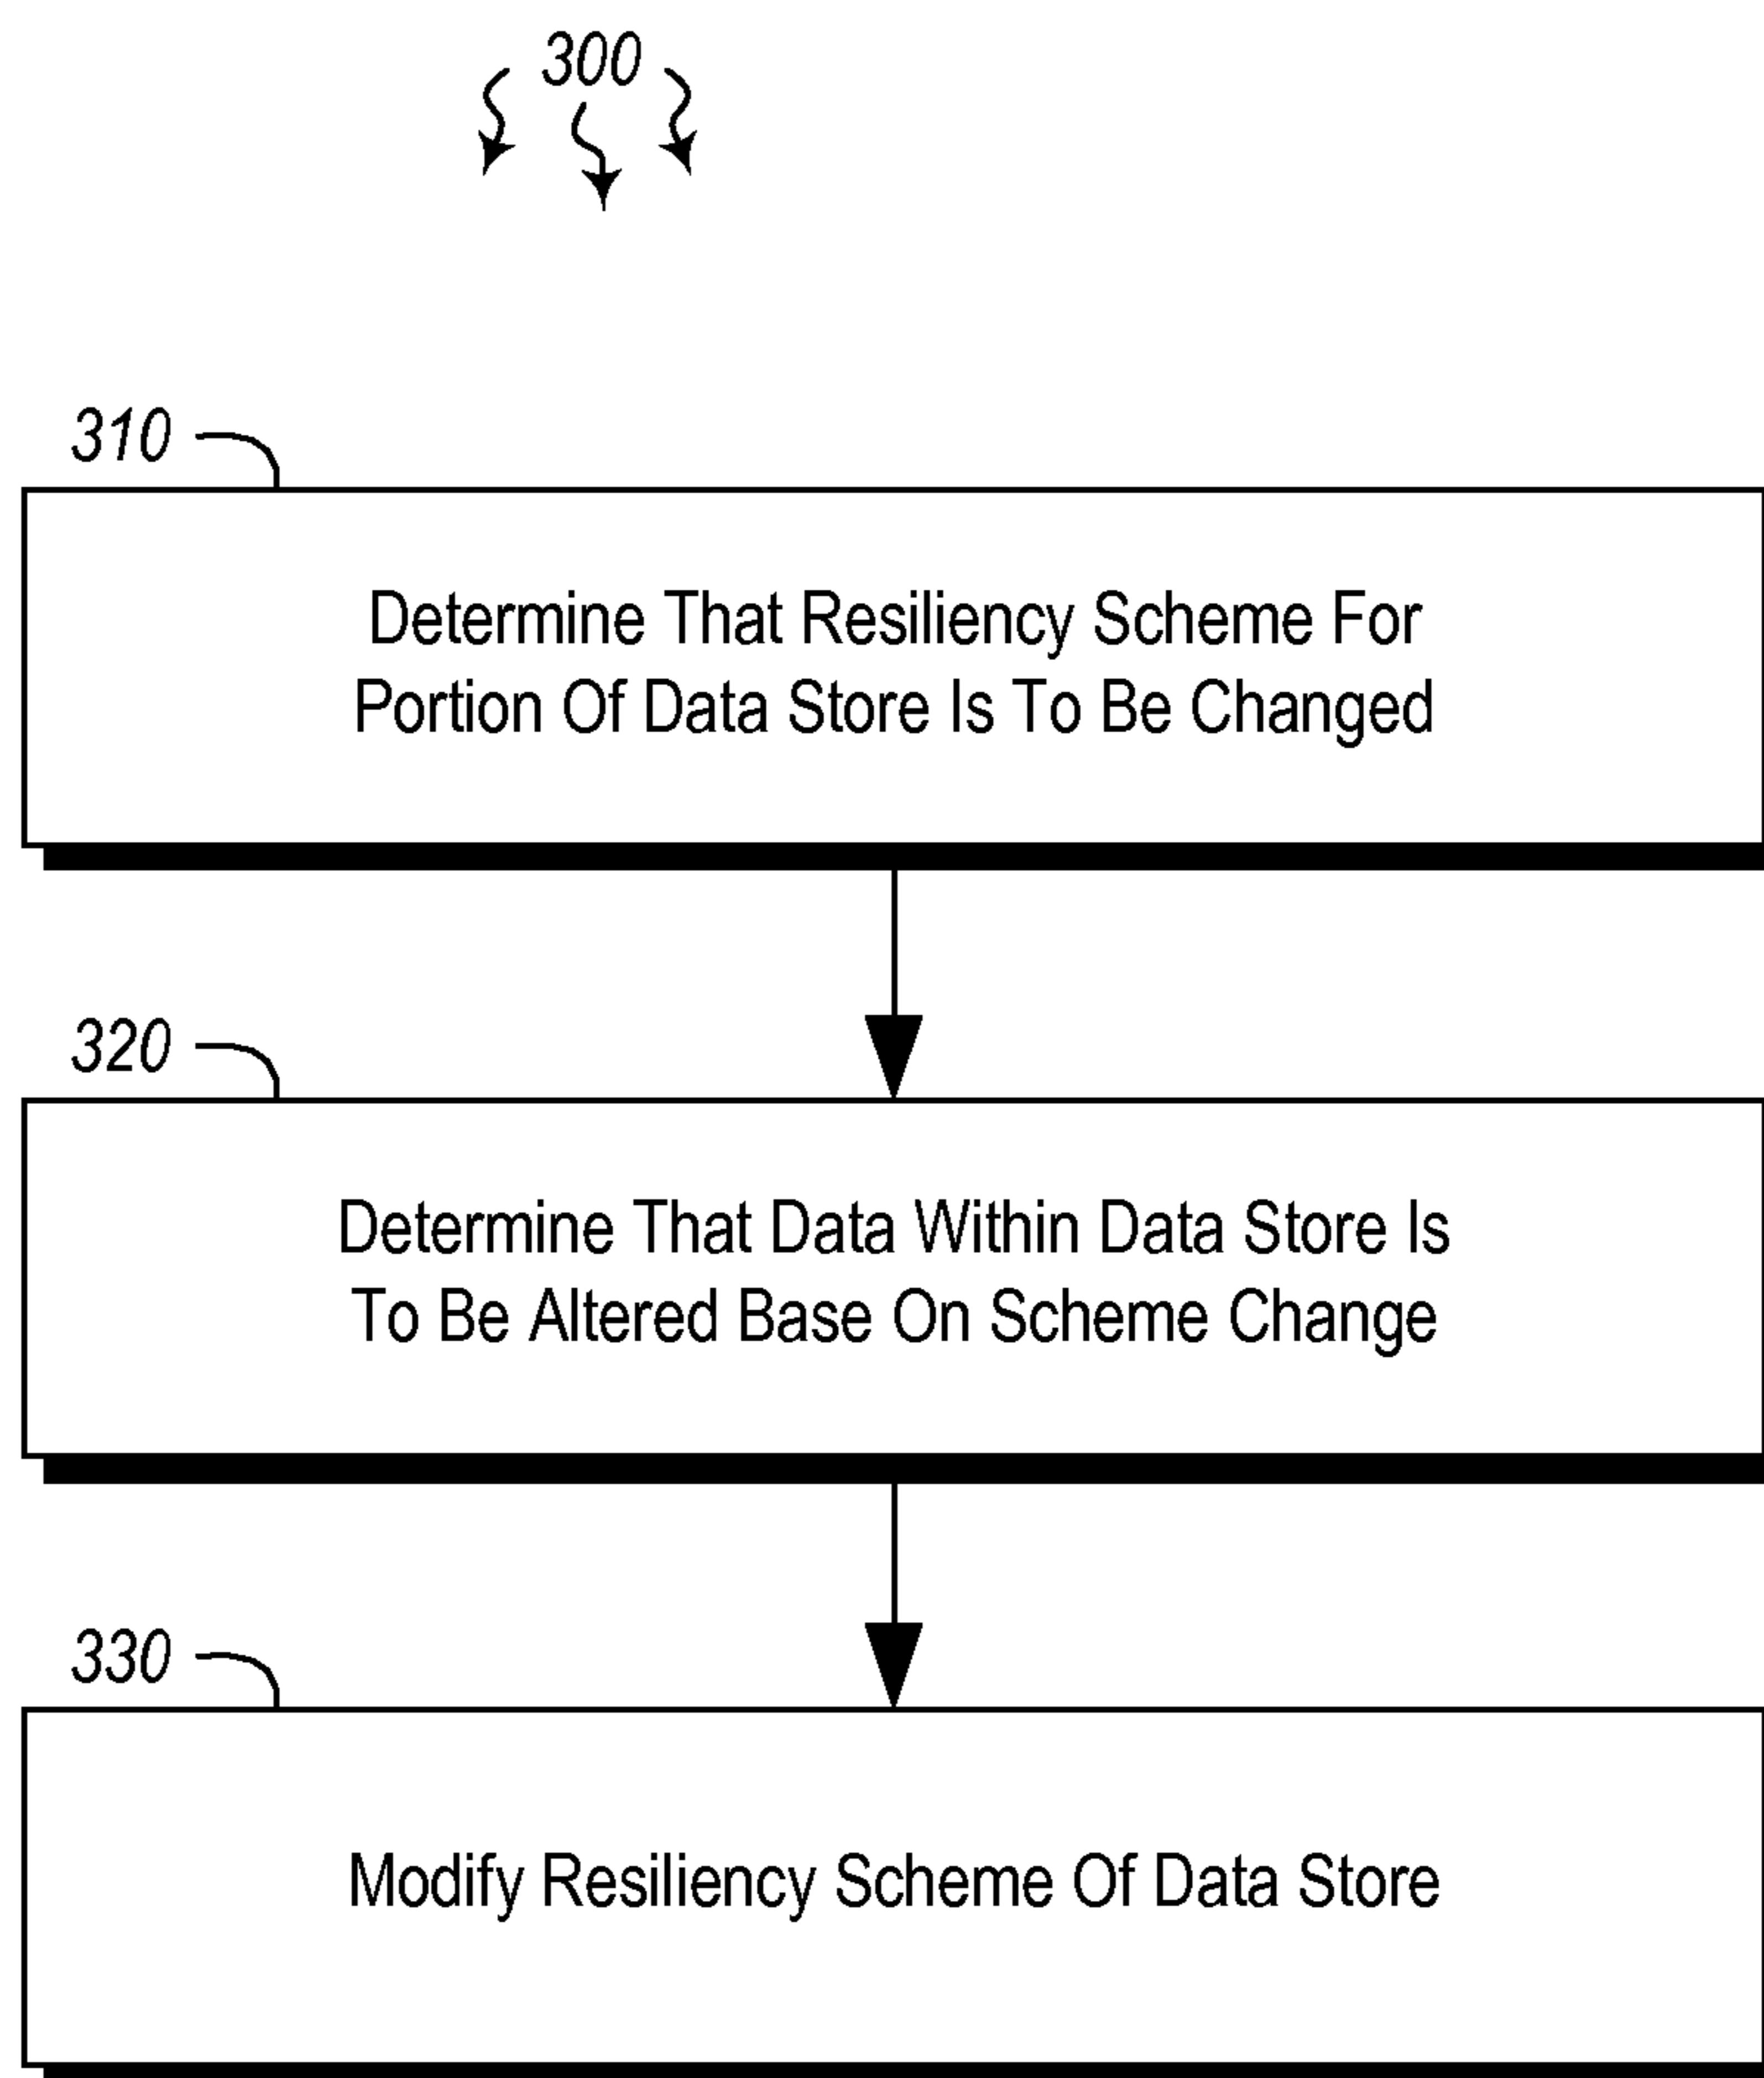 300
310
Determine That Resiliency Scheme For
Portion Of Data Store Is To Be Changed
320
Determine That Data Within Data Store Is
To Be Altered Base On Scheme Change
330
Modify Resiliency Scheme Of Data Store